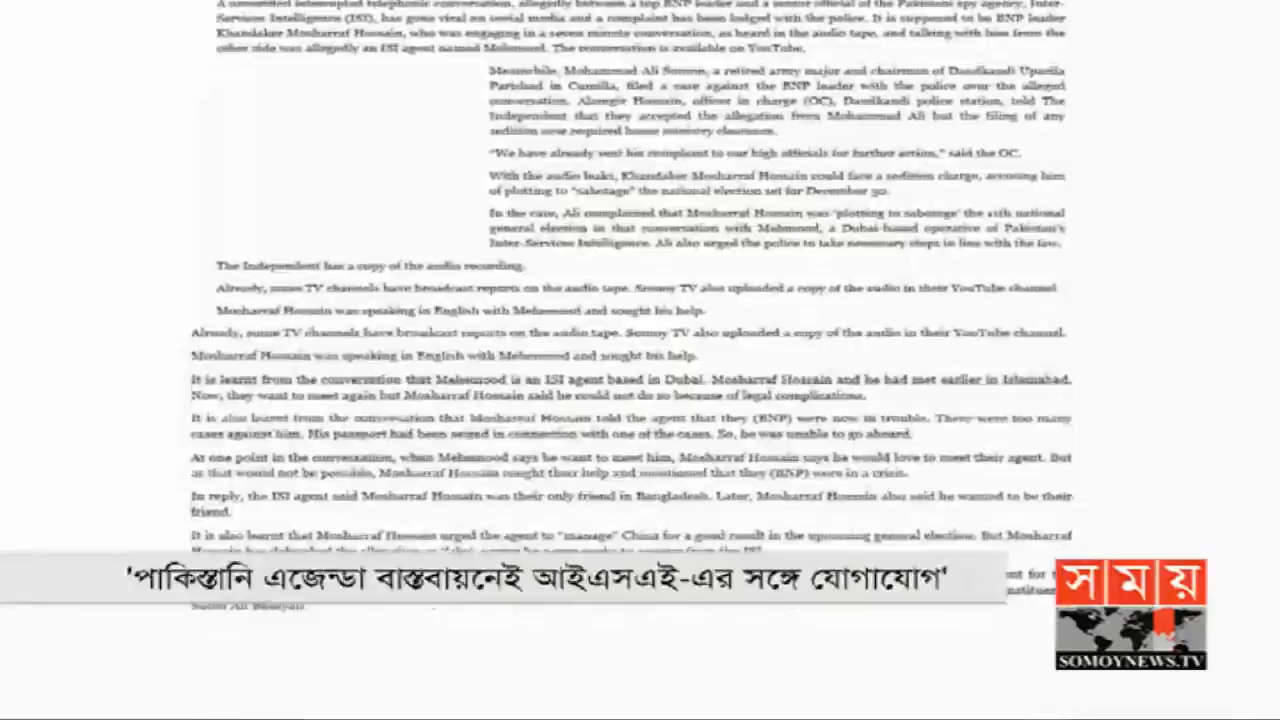 A purported intercepted telephonic conversation, allegedly between a top BNP leader and a senior official of the Pakistani spy agency, Inter-
Services Intelligence (ISI), has gone viral on social media and a complaint has been lodged with the police. It is supposed to be BNP leader
Khandaker Mosharraf Hossain, who was engaging in a seven minute conversation, as heard in the audio tape, and talking with him from the
other side was allegedly an ISI agent named Mehmood. The conversation is available on YouTube.
Meanwhile, Mohammad Ali Sumon, a retired army major and chairman of Daudkandi Upazila
Parishad in Cumilla, filed a case against the BNP leader with the police over the alleged
conversation. Alamgir Hossain, officer in charge (OC), Daudkandi police station, told The
Independent that they accepted the allegation from Mohammad Ali but the filing of any
sedition case required home ministry clearance.
"We have already sent his complaint to our high officials for further action," said the OC.
With the audio leaks, Khandaker Mosharraf Hossain could face a sedition charge, accusing him
of plotting to "sabotage" the national election set for December 30.
In the case, Ali complained that Mosharraf Hossain was 'plotting to sabotage' the 11th national
general election in that conversation with Mehmood, a Dubai-based operative of Pakistan's
Inter-Services Intelligence. Ali also urged the police to take necessary steps in line with the law.
The Independent has a copy of the audio recording.
Already, some TV channels have broadcast reports on the audio tape. Somoy TV also uploaded a copy of the audio in their YouTube channel.
Mosharraf Hossain was speaking in English with Mehmood and sought his help.
Already, some TV channels have broadcast reports on the audio tape. Somoy TV also uploaded a copy of the audio in their YouTube channel.
Mosharraf Hossain was speaking in English with Mehmood and sought his help.
It is learnt from the conversation that Mehmood is an ISI agent based in Dubai. Mosharraf Hossain and he had met earlier in Islamabad.
Now, they want to meet again but Mosharraf Hossain said he could not do so because of legal complications.
It is also learnt from the conversation that Mosharraf Hossain told the agent that they (BNP) were now in trouble. There were too many
cases against him. His passport had been seized in connection with one of the cases. So, he was unable to go aboard.
At one point in the conversation, when Mehmood says he want to meet him, Mosharraf Hossain says he would love to meet their agent. But
as that would not be possible, Mosharraf Hossain sought their help and mentioned that they (BNP) were in a crisis.
In reply, the ISI agent said Mosharraf Hossain was their only friend in Bangladesh. Later, Mosharraf Hossain also said he wanted to be their
friend.
It is also learnt that Mosharraf Hossain urged the agent to "manage" China for a good result in the upcoming general election. But Mosharraf
'পাকিস্তানি এজেন্ডা বাস্তবায়নেই আইএসএই-এর সঙ্গে যোগাযোগ'
সময়
SOMOYNEWS.TV